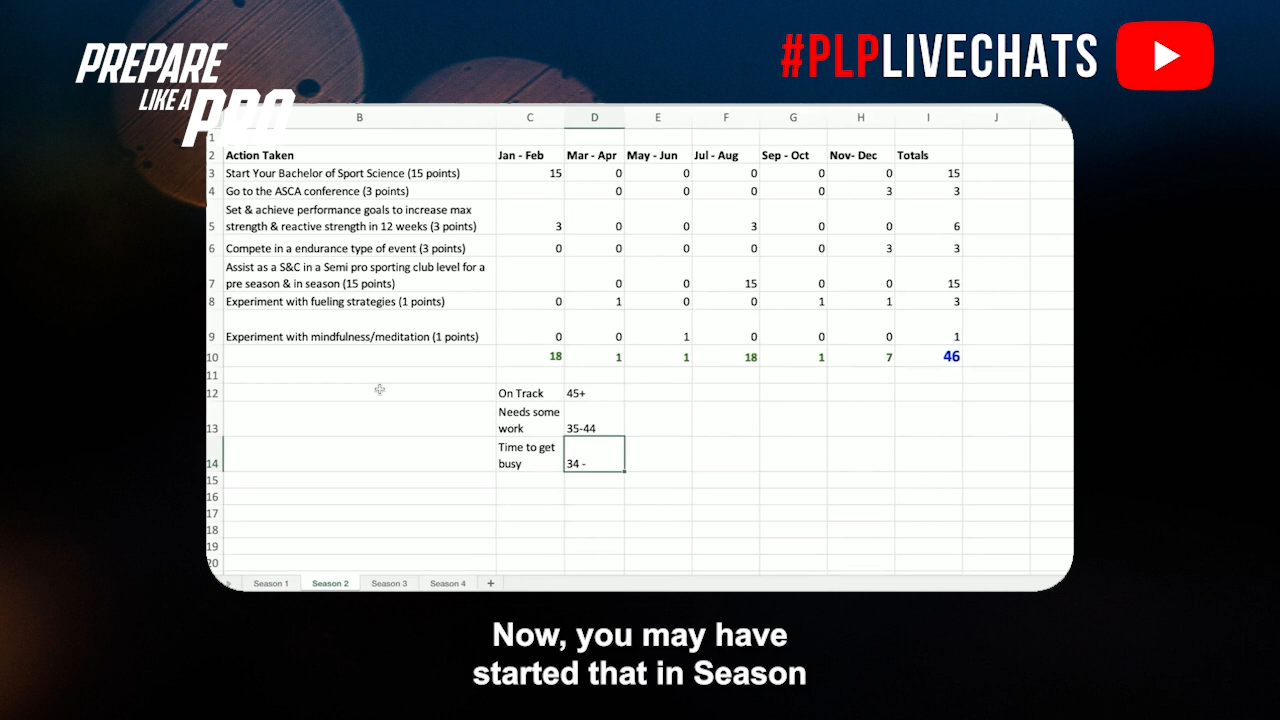 PREPARE
LIKE A
PRO
#PLPLIVECHATS
B C D E F G H I J
1
2 Action Taken Jan - Feb Mar - Apr May - Jun Jul - Aug Sep - Oct Nov- Dec Totals
3 Start Your Bachelor of Sport Science (15 points) 15 0 0 0 0 0 15
4 Go to the ASCA conference (3 points) 0 0 0 0 3 3
Set & achieve performance goals to increase max
5 strength & reactive strength in 12 weeks (3 points) 3 0 0 3 0 0 6
6 Compete in a endurance type of event (3 points) 0 0 0 0 0 3 3
Assist as a S&C in a Semi pro sporting club level for a
7 pre season & in season (15 points) 0 0 15 0 0 15
8 Experiment with fueling strategies (1 points) 0 1 0 0 1 1 3
9 Experiment with mindfulness/meditation (1 points) 0 0 1 0 0 0 1
10 18 1 1 18 1 7 46
11
12 On Track 45+
Needs some
13 work 35-44
Time to get
14 busy 34 -
15
16
17
18
19
20
Season 1 Season 2 Season 3 Season 4 +
Now, you may have
started that in Season